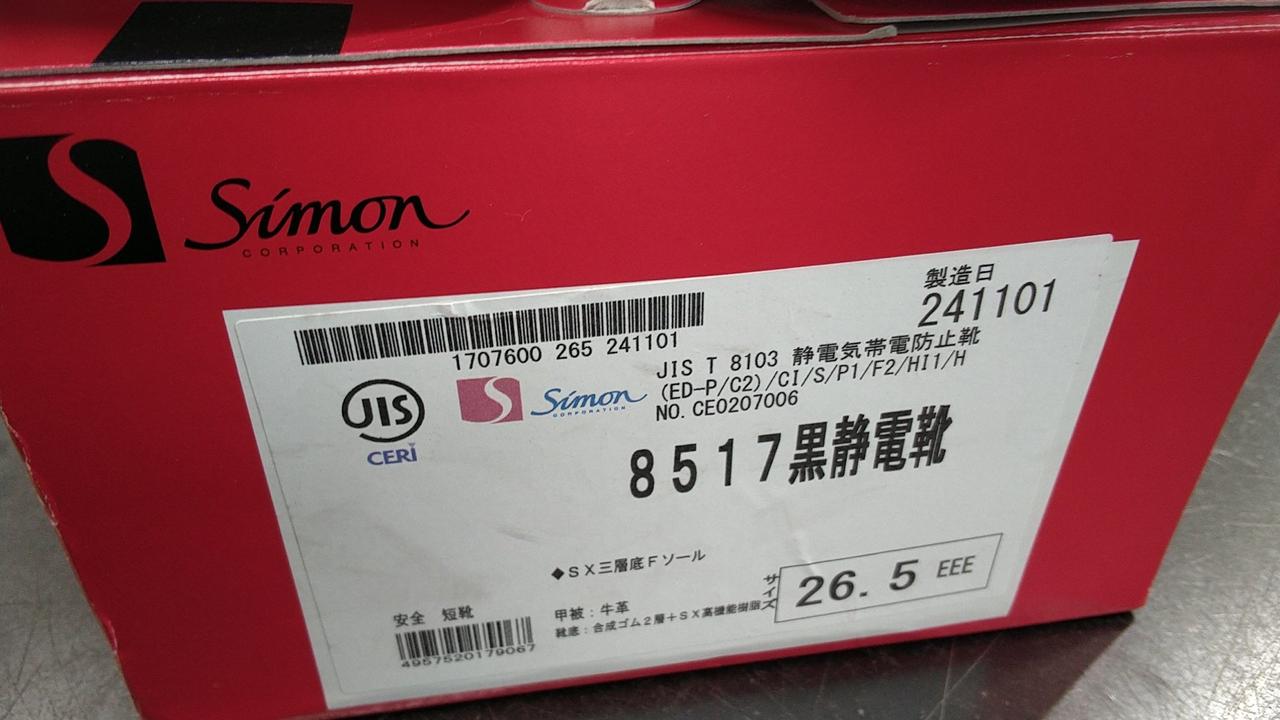 Simon
CORPORATION
製造日
241101
1707600 265 241101
JIS T 8103 静電気帯電防止靴
(ED-P/C2)/CI/S/P1/F2/HI1/H
NO.CE0207006
JIS
CERI
Simon
CORPORATION
8517黒静電靴
◆SX三層底Fソール
サイズ
26.5 EEE
安全 短靴
甲被:牛革
靴底:合成ゴム2層+SX高機能樹脂
4957520179067